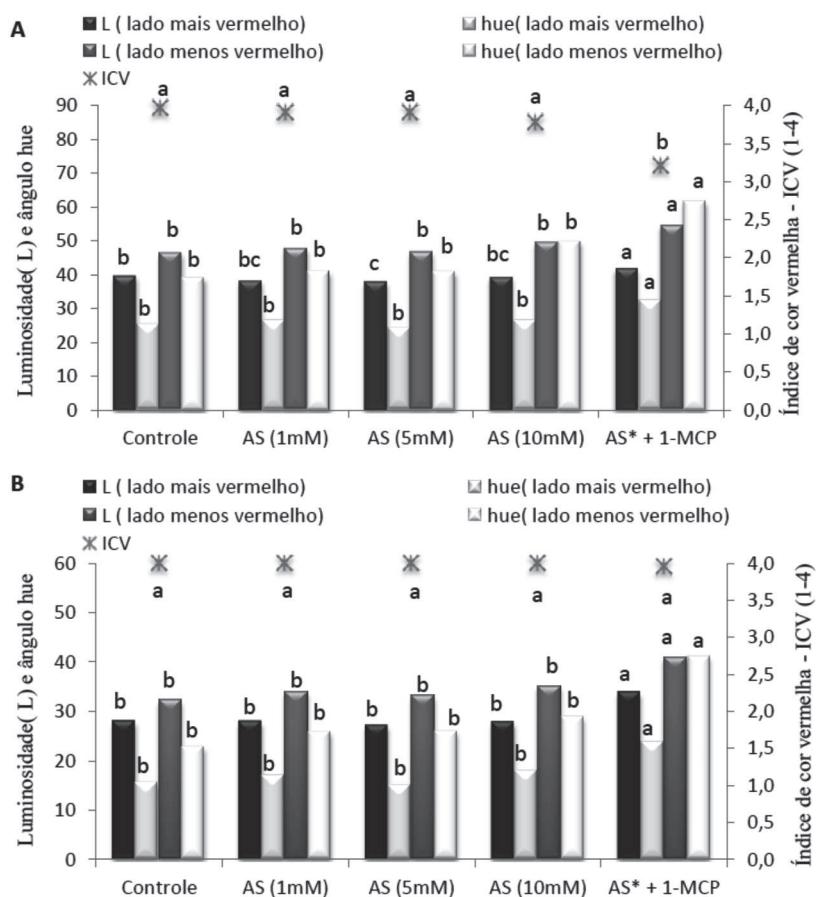 A
L ( lado mais vermelho)
hue( lado mais vermelho)
L ( lado menos vermelho)
hue( lado menos vermelho)
ICV
Luminosidade( L) e ângulo hue
90
80
70
60
50
40
30
20
10
0
a a a a b
b b b b
bc b b b
c b b b
bc b b b
a a a a
4,0
3,5
3,0
2,5
2,0
1,5
1,0
0,5
0,0
Índice de cor vermelha - ICV (1-4)
Controle AS (1mM) AS (5mM) AS (10mM) AS* + 1-MCP
B
L ( lado mais vermelho)
hue( lado mais vermelho)
L ( lado menos vermelho)
hue( lado menos vermelho)
ICV
Luminosidade( L) e ângulo hue
60
50
40
30
20
10
0
a a a a a
b b b b
b b b b
b b b b
b b b b
a a a a
4,0
3,5
3,0
2,5
2,0
1,5
1,0
0,5
0,0
Índice de cor vermelha - ICV (1-4)
Controle AS (1mM) AS (5mM) AS (10mM) AS* + 1-MCP